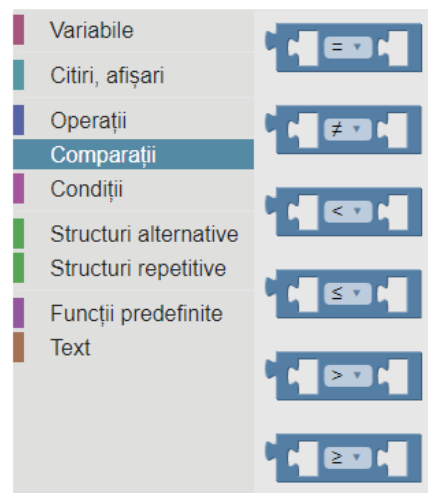 Variabile
Citiri, afișari
Operații
Comparații
Condiții
Structuri alternative
Structuri repetitive
Funcții predefinite
Text
= ▾
≠ ▾
< ▾
≤ ▾
> ▾
≥ ▾